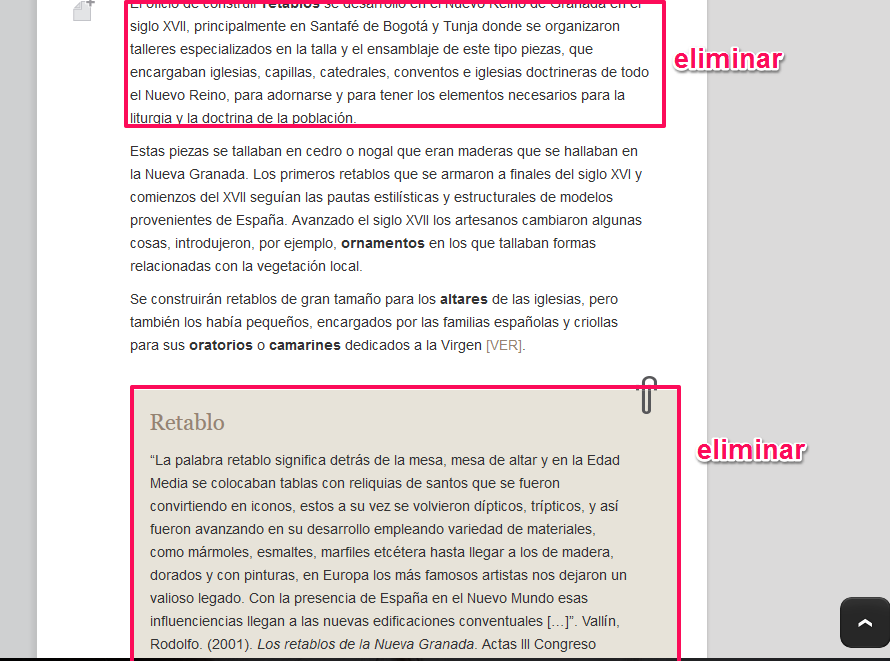 El oficio de construir retablos se desarrolló en el Nuevo Reino de Granada en el
siglo XVII, principalmente en Santafé de Bogotá y Tunja donde se organizaron
talleres especializados en la talla y el ensamblaje de este tipo piezas, que
encargaban iglesias, capillas, catedrales, conventos e iglesias doctrineras de todo
el Nuevo Reino, para adornarse y para tener los elementos necesarios para la
liturgia y la doctrina de la población.
eliminar
Estas piezas se tallaban en cedro o nogal que eran maderas que se hallaban en
la Nueva Granada. Los primeros retablos que se armaron a finales del siglo XVI y
comienzos del XVII seguían las pautas estilísticas y estructurales de modelos
provenientes de España. Avanzado el siglo XVII los artesanos cambiaron algunas
cosas, introdujeron, por ejemplo, ornamentos en los que tallaban formas
relacionadas con la vegetación local.
Se construirán retablos de gran tamaño para los altares de las iglesias, pero
también los había pequeños, encargados por las familias españolas y criollas
para sus oratorios o camarines dedicados a la Virgen [VER].
Retablo
“La palabra retablo significa detrás de la mesa, mesa de altar y en la Edad
Media se colocaban tablas con reliquias de santos que se fueron
convirtiendo en iconos, estos a su vez se volvieron dípticos, trípticos, y así
fueron avanzando en su desarrollo empleando variedad de materiales,
como mármoles, esmaltes, marfiles etcétera hasta llegar a los de madera,
dorados y con pinturas, en Europa los más famosos artistas nos dejaron un
valioso legado. Con la presencia de España en el Nuevo Mundo esas
influenciencias llegan a las nuevas edificaciones conventuales […]”. Vallín,
Rodolfo. (2001). Los retablos de la Nueva Granada. Actas III Congreso
eliminar